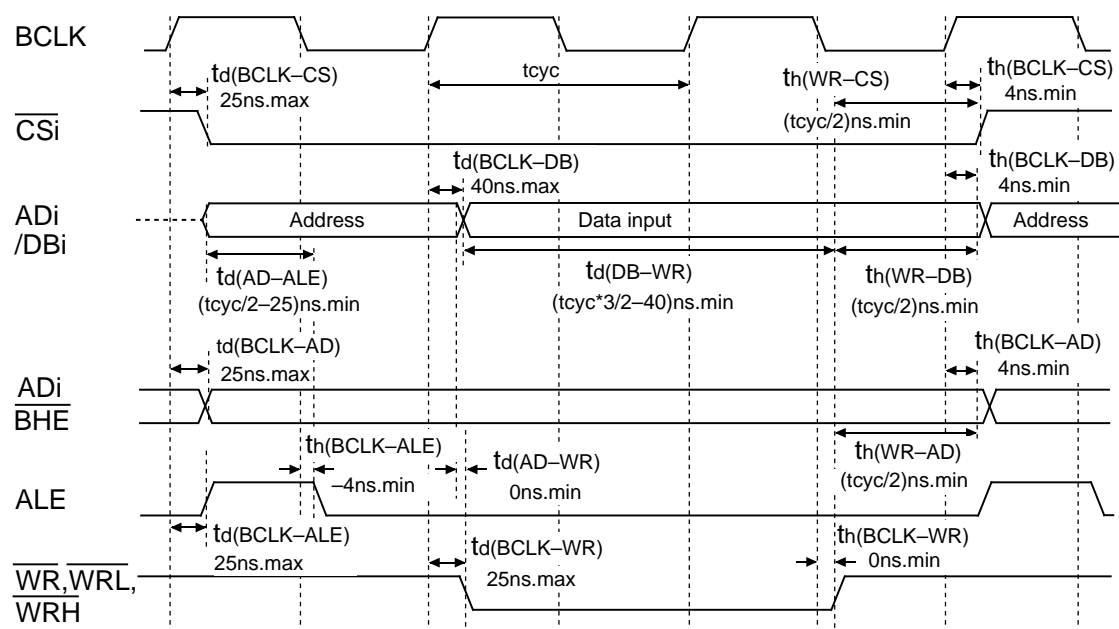 BCLK
td(BCLK–CS)
25ns.max
tcyc
th(WR–CS)
(tcyc/2)ns.min
th(BCLK–CS)
4ns.min
CSi
td(BCLK–DB)
40ns.max
th(BCLK–DB)
4ns.min
ADi
/DBi
Address
Data input
Address
td(AD–ALE)
(tcyc/2–25)ns.min
td(DB–WR)
(tcyc*3/2–40)ns.min
th(WR–DB)
(tcyc/2)ns.min
td(BCLK–AD)
25ns.max
th(BCLK–AD)
4ns.min
ADi
BHE
th(BCLK–ALE)
–4ns.min
td(AD–WR)
0ns.min
th(WR–AD)
(tcyc/2)ns.min
ALE
td(BCLK–ALE)
25ns.max
td(BCLK–WR)
25ns.max
th(BCLK–WR)
0ns.min
WR,WRL,
WRH